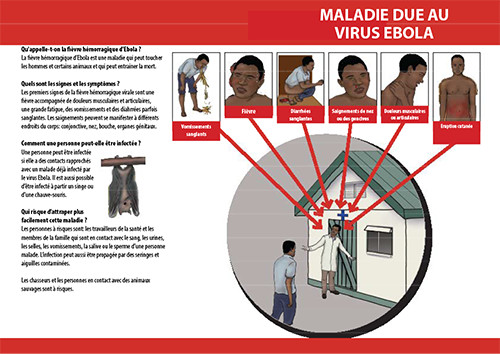 MALADIE DUE AU
VIRUS EBOLA
Qu'appelle-t-on la fièvre hémorragique d'Ebola ?
La fièvre hémorragique d'Ebola est une maladie qui peut toucher
les hommes et certains animaux et qui peut entrainer la mort.
Quels sont les signes et les symptômes ?
Les premiers signes de la fièvre hémorragique virale sont une
fièvre accompagnée de douleurs musculaires et articulaires,
une grande fatigue, des vomissements et des diahrrées parfois
sanglantes. Les saignements peuvent se manifester à différents
endroits du corps: conjonctive, nez, bouche, organes génitaux.
Comment une personne peut-elle être infectée ?
Une personne peut être infectée
si elle a des contacts rapprochés
avec un malade déjà infecté par
le virus Ebola. Il est aussi possible
d'être infecté à partir un singe ou
d'une chauve-souris.
Qui risque d'attraper plus
facilement cette maladie ?
Les personnes à risques sont: les travailleurs de la santé et les
membres de la famille qui sont en contact avec le sang, les urines,
les selles, les vomissements, la salive ou le sperme d'une personne
malade. L'infection peut aussi être propagée par des seringes et
aiguilles contaminées.
Les chasseurs et les personnes en contact avec des animaux
sauvages sont à risques.
Vomissements
sanglants
Fièvre
Diarrhées
sanglantes
Saignements de nez
ou des gencives
Douleurs musculaires
ou articulaires
Eruption cutanée